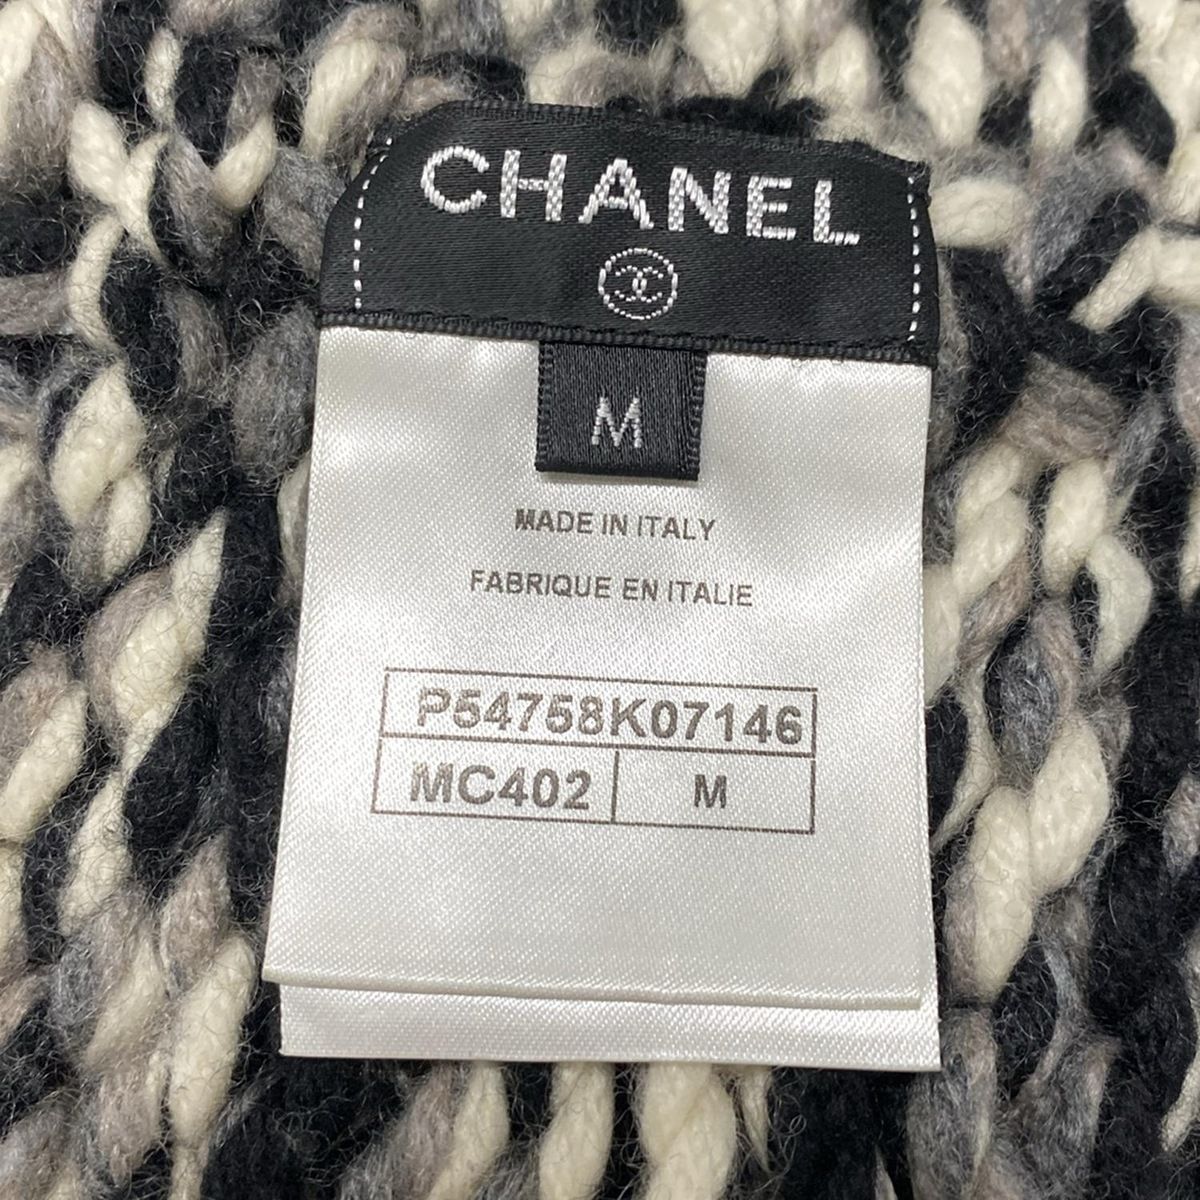 CHANEL
M
MADE IN ITALY
FABRIQUE EN ITALIE
P54758K07146
MC402 M